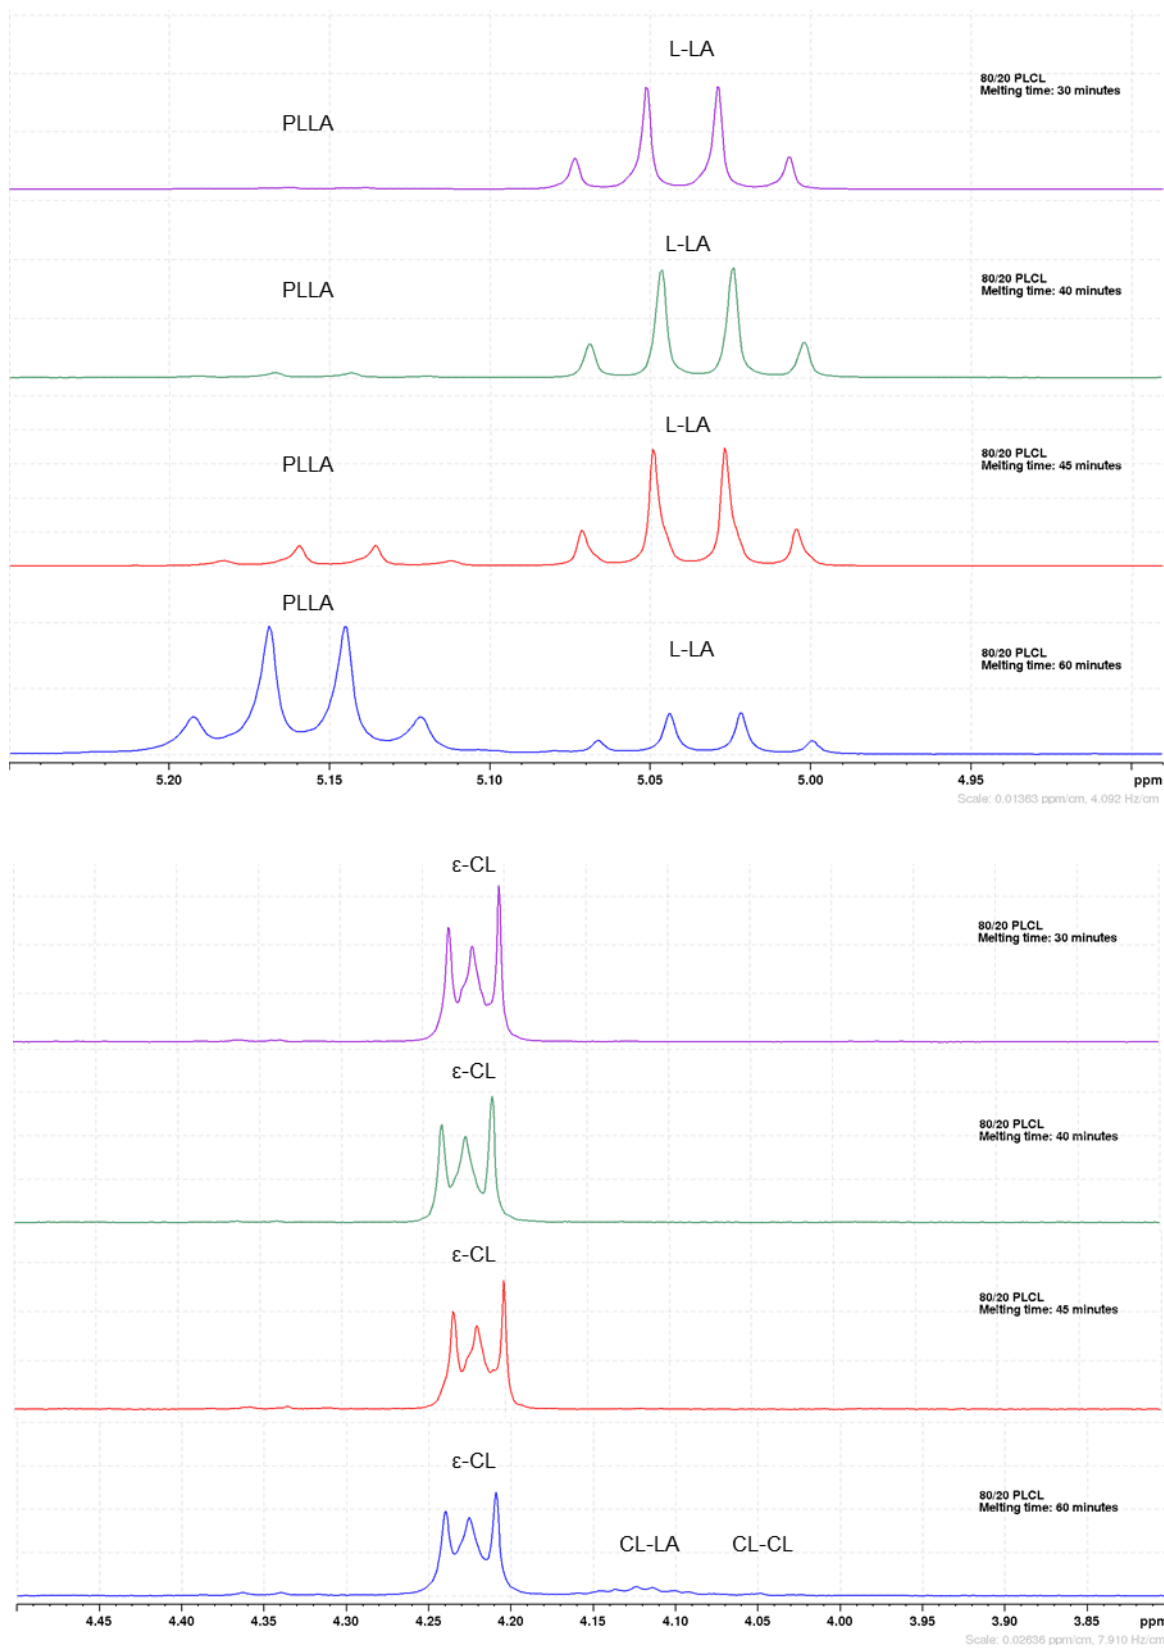 L-LA
80/20 PLCL
Melting time: 30 minutes
PLLA
L-LA
80/20 PLCL
Melting time: 40 minutes
PLLA
L-LA
80/20 PLCL
Melting time: 45 minutes
PLLA
PLLA
L-LA
80/20 PLCL
Melting time: 60 minutes
5.20 5.15 5.10 5.05 5.00 4.95 ppm
Scale: 0.01363 ppm/cm, 4.092 Hz/cm
ε-CL
80/20 PLCL
Melting time: 30 minutes
ε-CL
80/20 PLCL
Melting time: 40 minutes
ε-CL
80/20 PLCL
Melting time: 45 minutes
ε-CL
80/20 PLCL
Melting time: 60 minutes
CL-LA CL-CL
4.45 4.40 4.35 4.30 4.25 4.20 4.15 4.10 4.05 4.00 3.95 3.90 3.85 ppm
Scale: 0.02636 ppm/cm, 7.910 Hz/cm